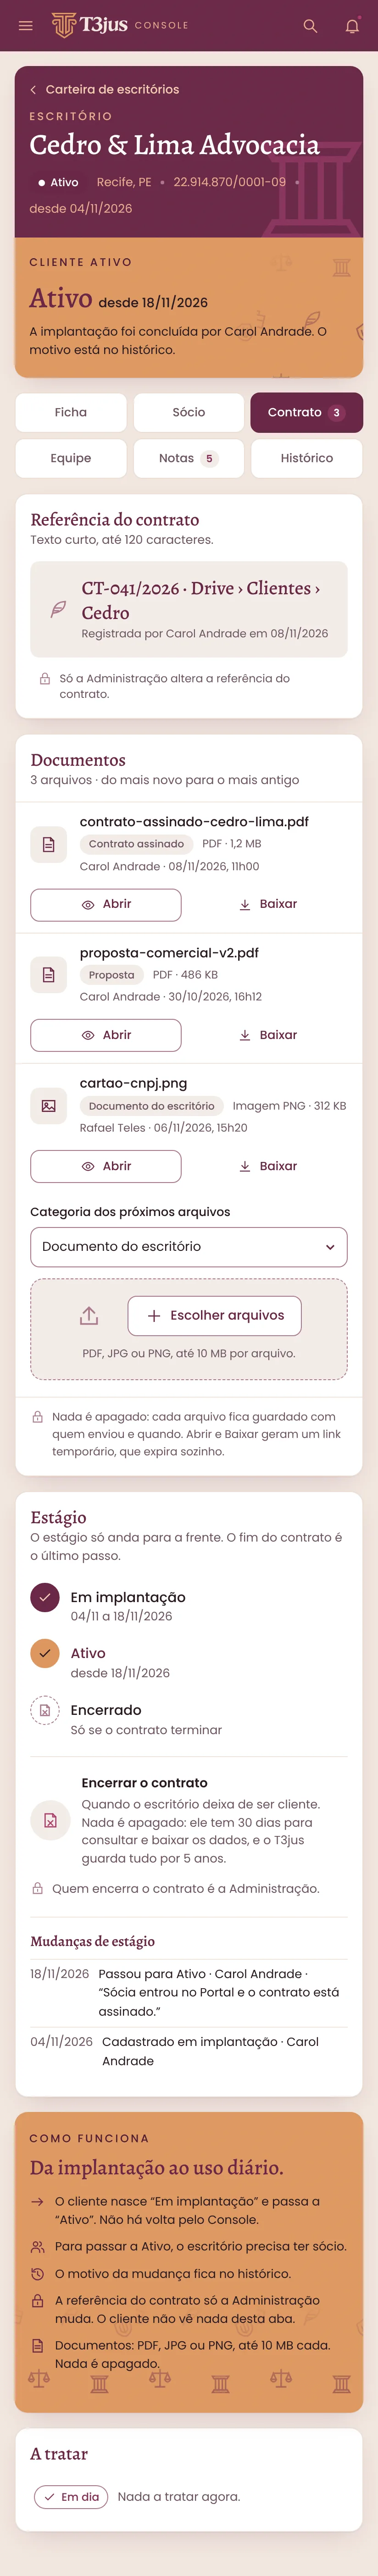 T3jus CONSOLE
Carteira de escritórios
ESCRITÓRIO
Cedro & Lima Advocacia
Ativo Recife, PE • 22.914.870/0001-09 •
desde 04/11/2026
CLIENTE ATIVO
Ativo desde 18/11/2026
A implantação foi concluída por Carol Andrade. O
motivo está no histórico.
Ficha Sócio Contrato 3
Equipe Notas 5 Histórico
Referência do contrato
Texto curto, até 120 caracteres.
CT-041/2026 · Drive › Clientes ›
Cedro
Registrada por Carol Andrade em 08/11/2026
Só a Administração altera a referência do
contrato.
Documentos
3 arquivos · do mais novo para o mais antigo
contrato-assinado-cedro-lima.pdf
Contrato assinado PDF · 1,2 MB
Carol Andrade · 08/11/2026, 11h00
Abrir Baixar
proposta-comercial-v2.pdf
Proposta PDF · 486 KB
Carol Andrade · 30/10/2026, 16h12
Abrir Baixar
cartao-cnpj.png
Documento do escritório Imagem PNG · 312 KB
Rafael Teles · 06/11/2026, 15h20
Abrir Baixar
Categoria dos próximos arquivos
Documento do escritório
Escolher arquivos
PDF, JPG ou PNG, até 10 MB por arquivo.
Nada é apagado: cada arquivo fica guardado com
quem enviou e quando. Abrir e Baixar geram um link
temporário, que expira sozinho.
Estágio
O estágio só anda para a frente. O fim do contrato é
o último passo.
Em implantação
04/11 a 18/11/2026
Ativo
desde 18/11/2026
Encerrado
Só se o contrato terminar
Encerrar o contrato
Quando o escritório deixa de ser cliente.
Nada é apagado: ele tem 30 dias para
consultar e baixar os dados, e o T3jus
guarda tudo por 5 anos.
Quem encerra o contrato é a Administração.
Mudanças de estágio
18/11/2026 Passou para Ativo · Carol Andrade ·
“Sócia entrou no Portal e o contrato está
assinado.”
04/11/2026 Cadastrado em implantação · Carol
Andrade
COMO FUNCIONA
Da implantação ao uso diário.
O cliente nasce “Em implantação” e passa a
“Ativo”. Não há volta pelo Console.
Para passar a Ativo, o escritório precisa ter sócio.
O motivo da mudança fica no histórico.
A referência do contrato só a Administração
muda. O cliente não vê nada desta aba.
Documentos: PDF, JPG ou PNG, até 10 MB cada.
Nada é apagado.
A tratar
Em dia Nada a tratar agora.